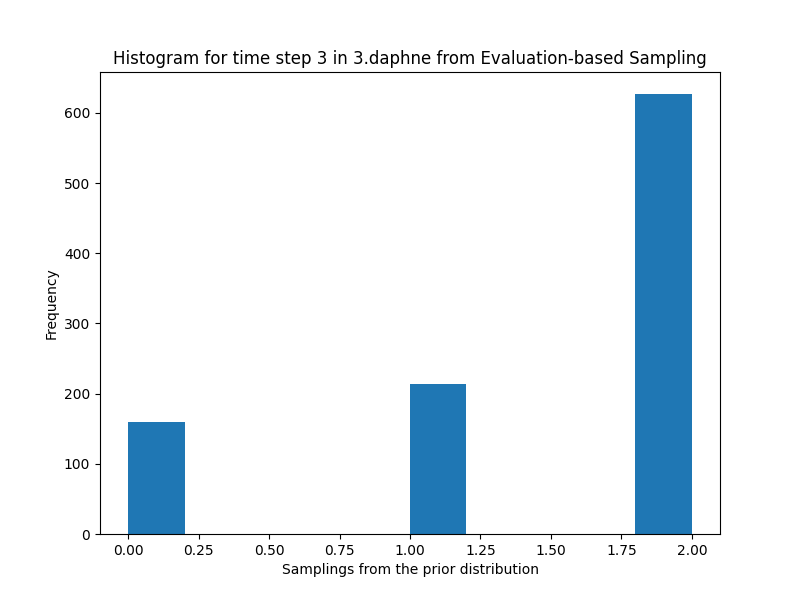 Histogram for time step 3 in 3.daphne from Evaluation-based Sampling
600
500
400
300
200
100
0
Frequency
0.00 0.25 0.50 0.75 1.00 1.25 1.50 1.75 2.00
Samplings from the prior distribution